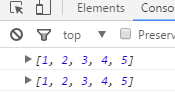 Elements Conso
top Preserv
[1, 2, 3, 4, 5]
[1, 2, 3, 4, 5]